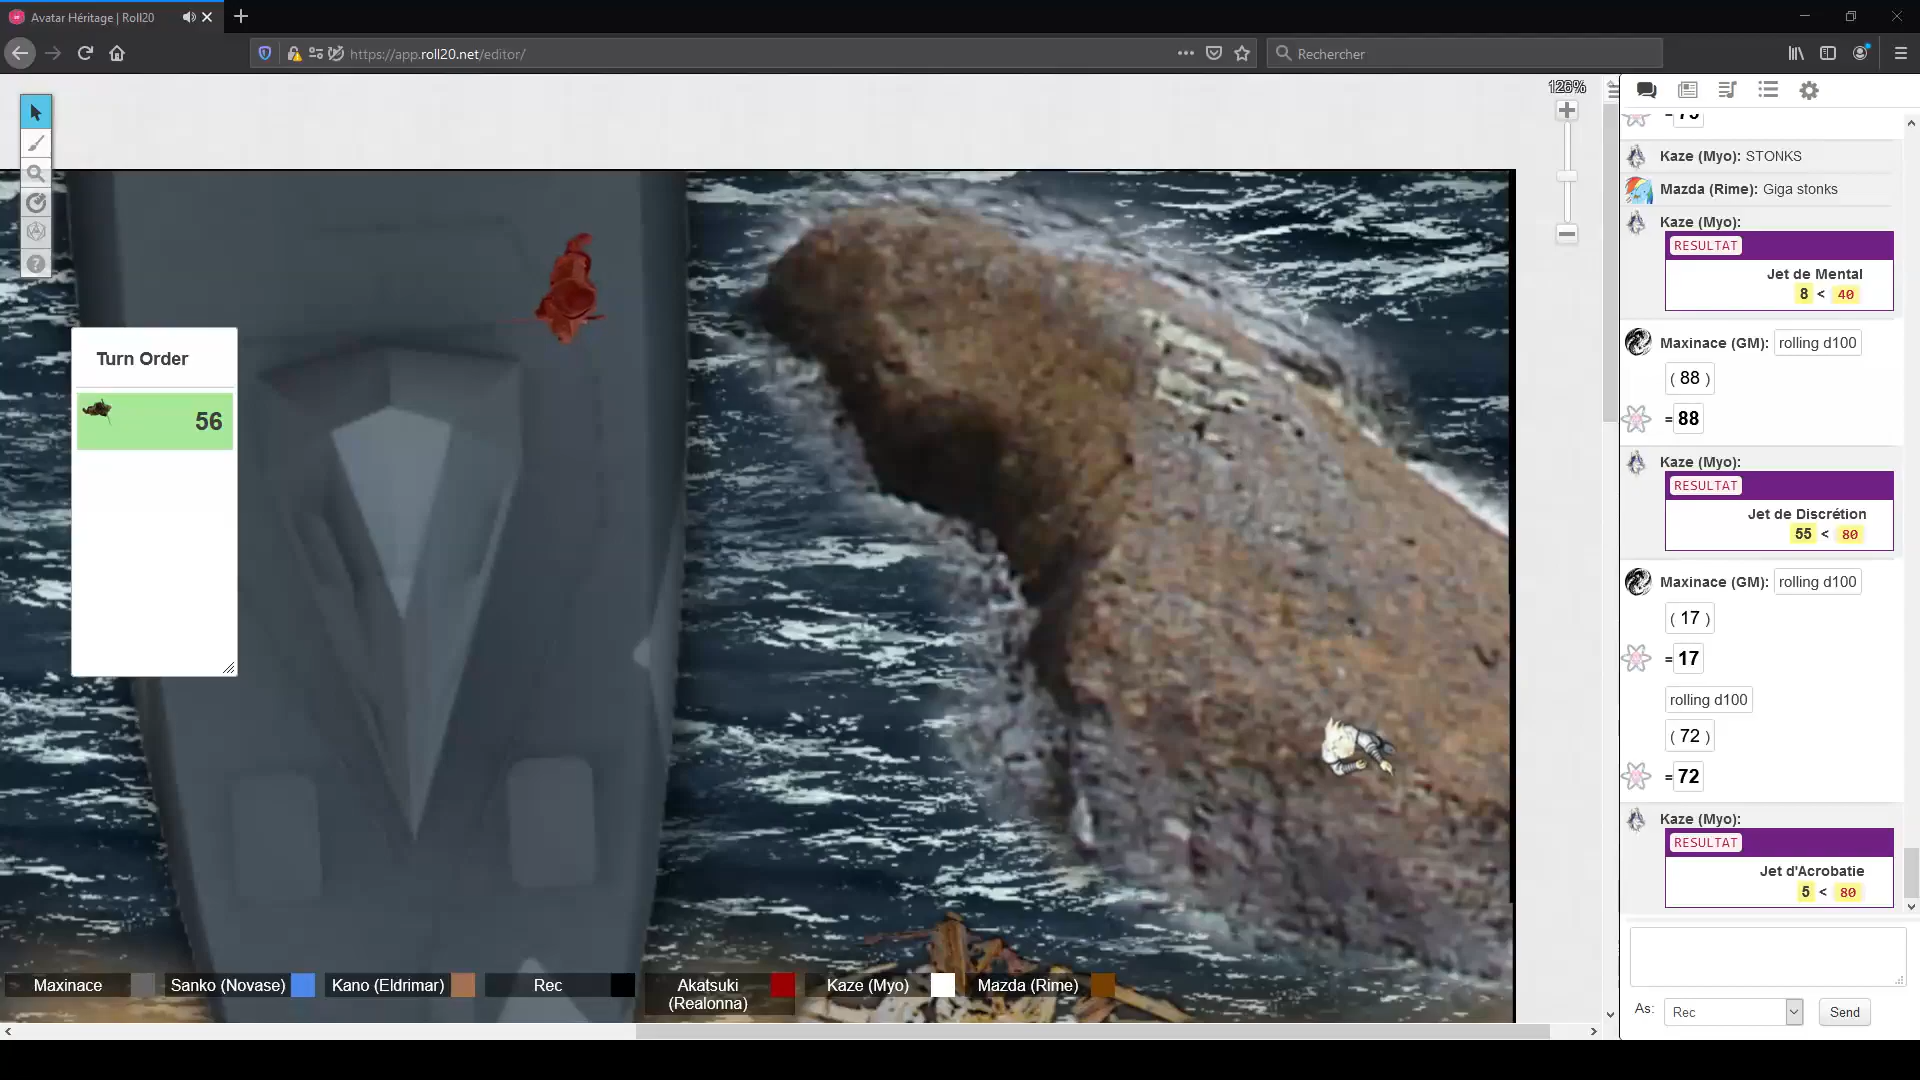 Avatar Héritage | Roll20
https://app.roll20.net/editor/
Rechercher
126%
Turn Order
56
Kaze (Myo): STONKS
Mazda (Rime): Giga stonks
Kaze (Myo):
RESULTAT
Jet de Mental
8 < 40
Maxinace (GM): rolling d100
( 88 )
= 88
Kaze (Myo):
RESULTAT
Jet de Discrétion
55 < 80
Maxinace (GM): rolling d100
( 17 )
= 17
rolling d100
( 72 )
= 72
Kaze (Myo):
RESULTAT
Jet d'Acrobatie
5 < 80
As: Rec Send
Maxinace
Sanko (Novase)
Kano (Eldrimar)
Rec
Akatsuki
(Realonna)
Kaze (Myo)
Mazda (Rime)